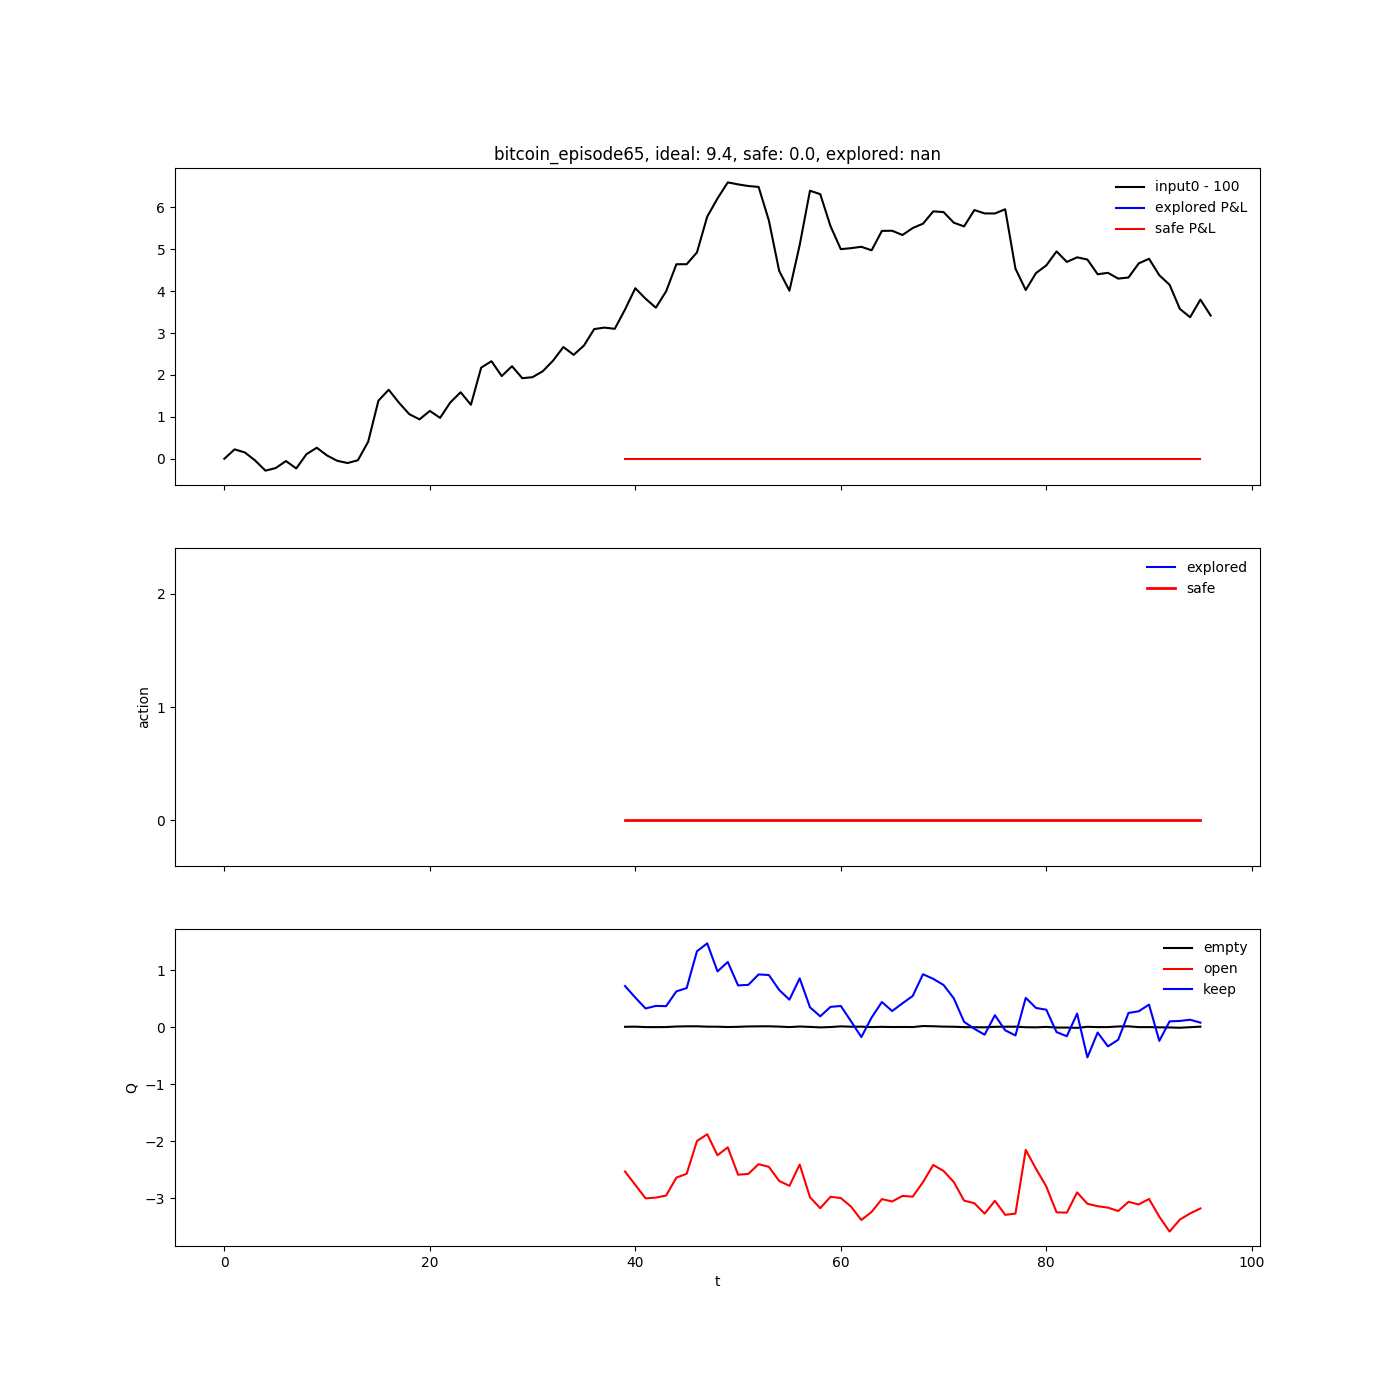 bitcoin_episode65, ideal: 9.4, safe: 0.0, explored: nan
input0 - 100
explored P&L
safe P&L
6
5
4
3
2
1
0
explored
safe
2
1
0
action
empty
open
keep
1
0
−1
−2
−3
Q
0 20 40 60 80 100
t